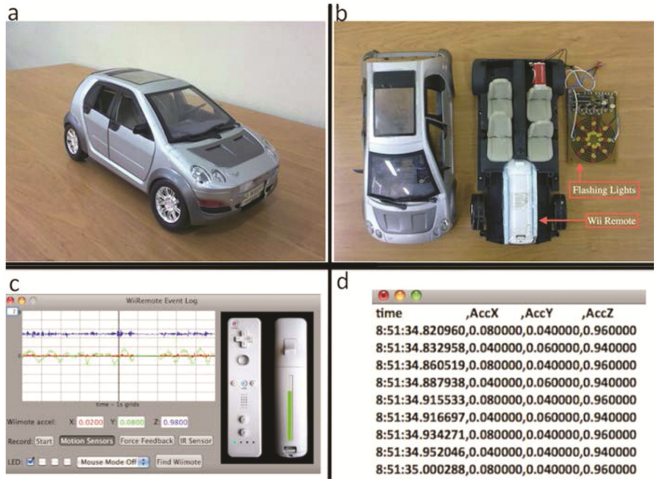 a
b
Flashing Lights
Wii Remote
c
WiiRemote Event Log
time - 1s grids
Wiimote accel: X: 0.0200 Y: 0.0800 Z: 0.9800
Record: Start Motion Sensors Force Feedback IR Sensor
LED: Mouse Mode Off Find Wiimote
d
time ,AccX ,AccY ,AccZ
8:51:34.820960,0.080000,0.040000,0.960000
8:51:34.832958,0.040000,0.060000,0.940000
8:51:34.860519,0.080000,0.040000,0.960000
8:51:34.887938,0.040000,0.060000,0.940000
8:51:34.915533,0.080000,0.040000,0.960000
8:51:34.916697,0.040000,0.060000,0.940000
8:51:34.934271,0.080000,0.040000,0.960000
8:51:34.952046,0.040000,0.040000,0.940000
8:51:35.000288,0.080000,0.040000,0.960000